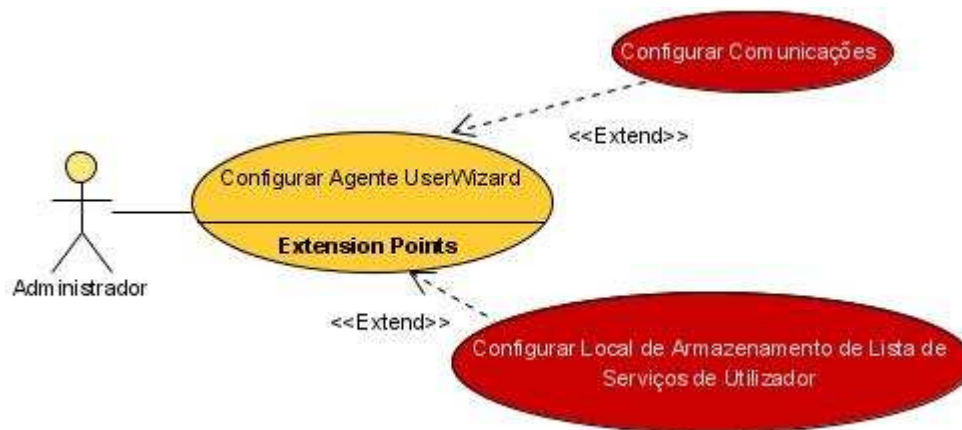 Configurar Comunicações
<<Extend>>
Configurar Agente UserWizard
Extension Points
Administrador
<<Extend>>
Configurar Local de Armazenamento de Lista de
Serviços de Utilizador